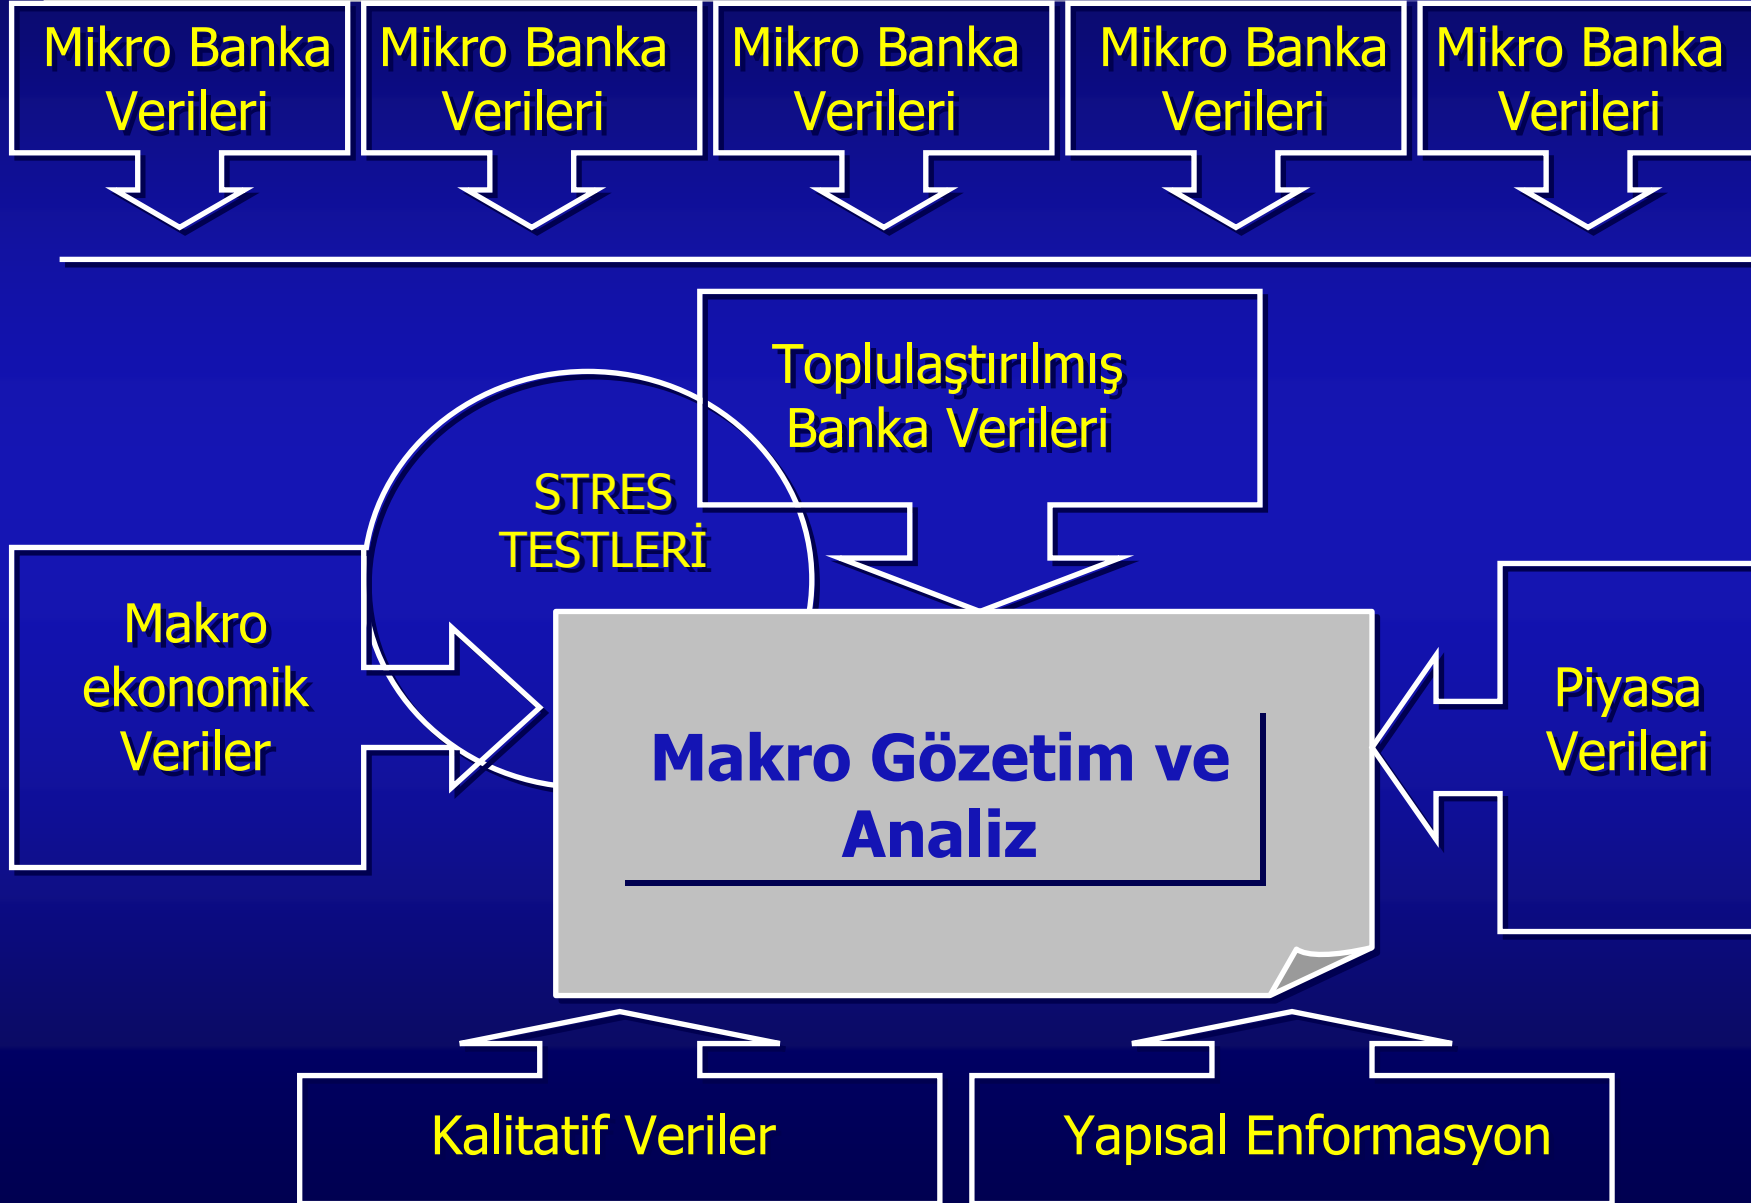 Mikro Banka
Verileri
Mikro Banka
Verileri
Mikro Banka
Verileri
Mikro Banka
Verileri
Mikro Banka
Verileri
Toplulaştırılmış
Banka Verileri
STRES
TESTLERİ
Makro
ekonomik
Veriler
Piyasa
Verileri
Makro Gözetim ve
Analiz
Kalitatif Veriler
Yapısal Enformasyon